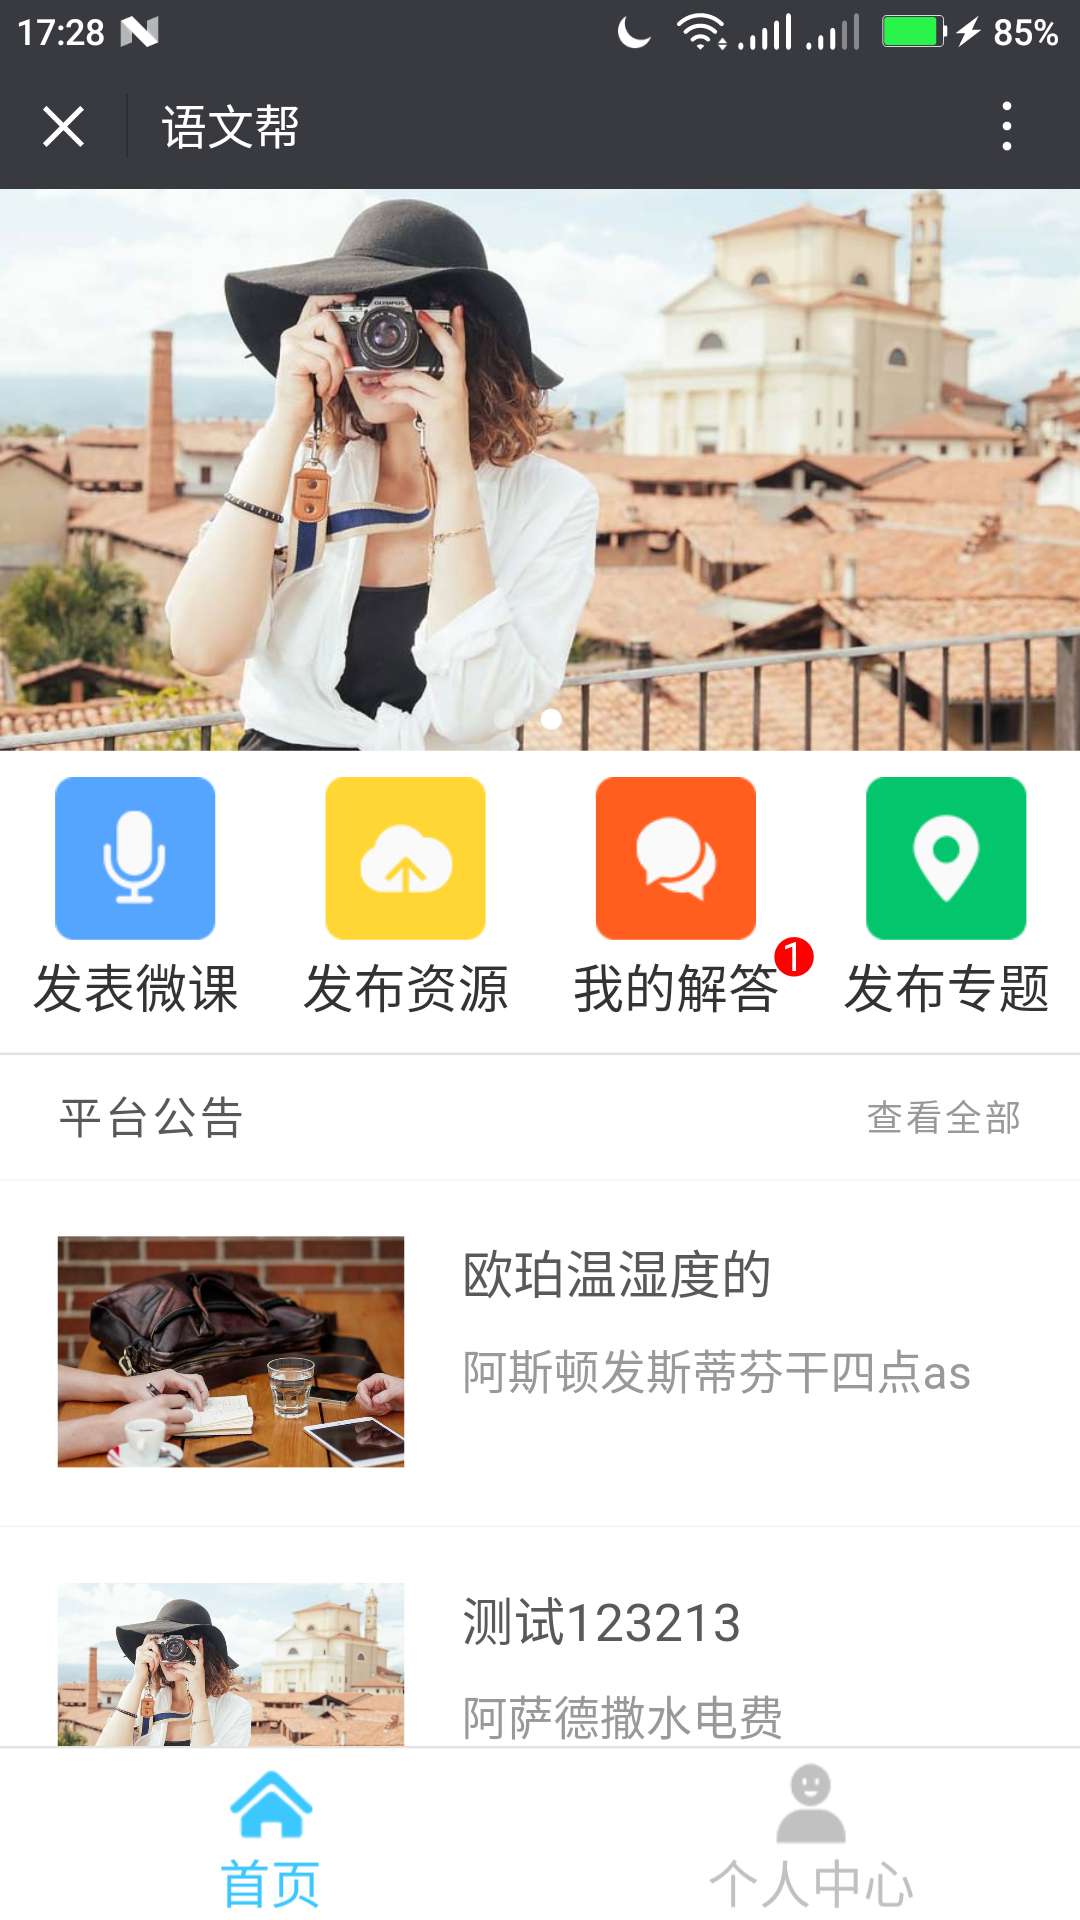 17:28 85%
语文帮
OLYMPUS
发表微课 发布资源 我的解答 1 发布专题
平台公告 查看全部
欧珀温湿度的
阿斯顿发斯蒂芬干四点as
测试123213
阿萨德撒水电费
首页 个人中心